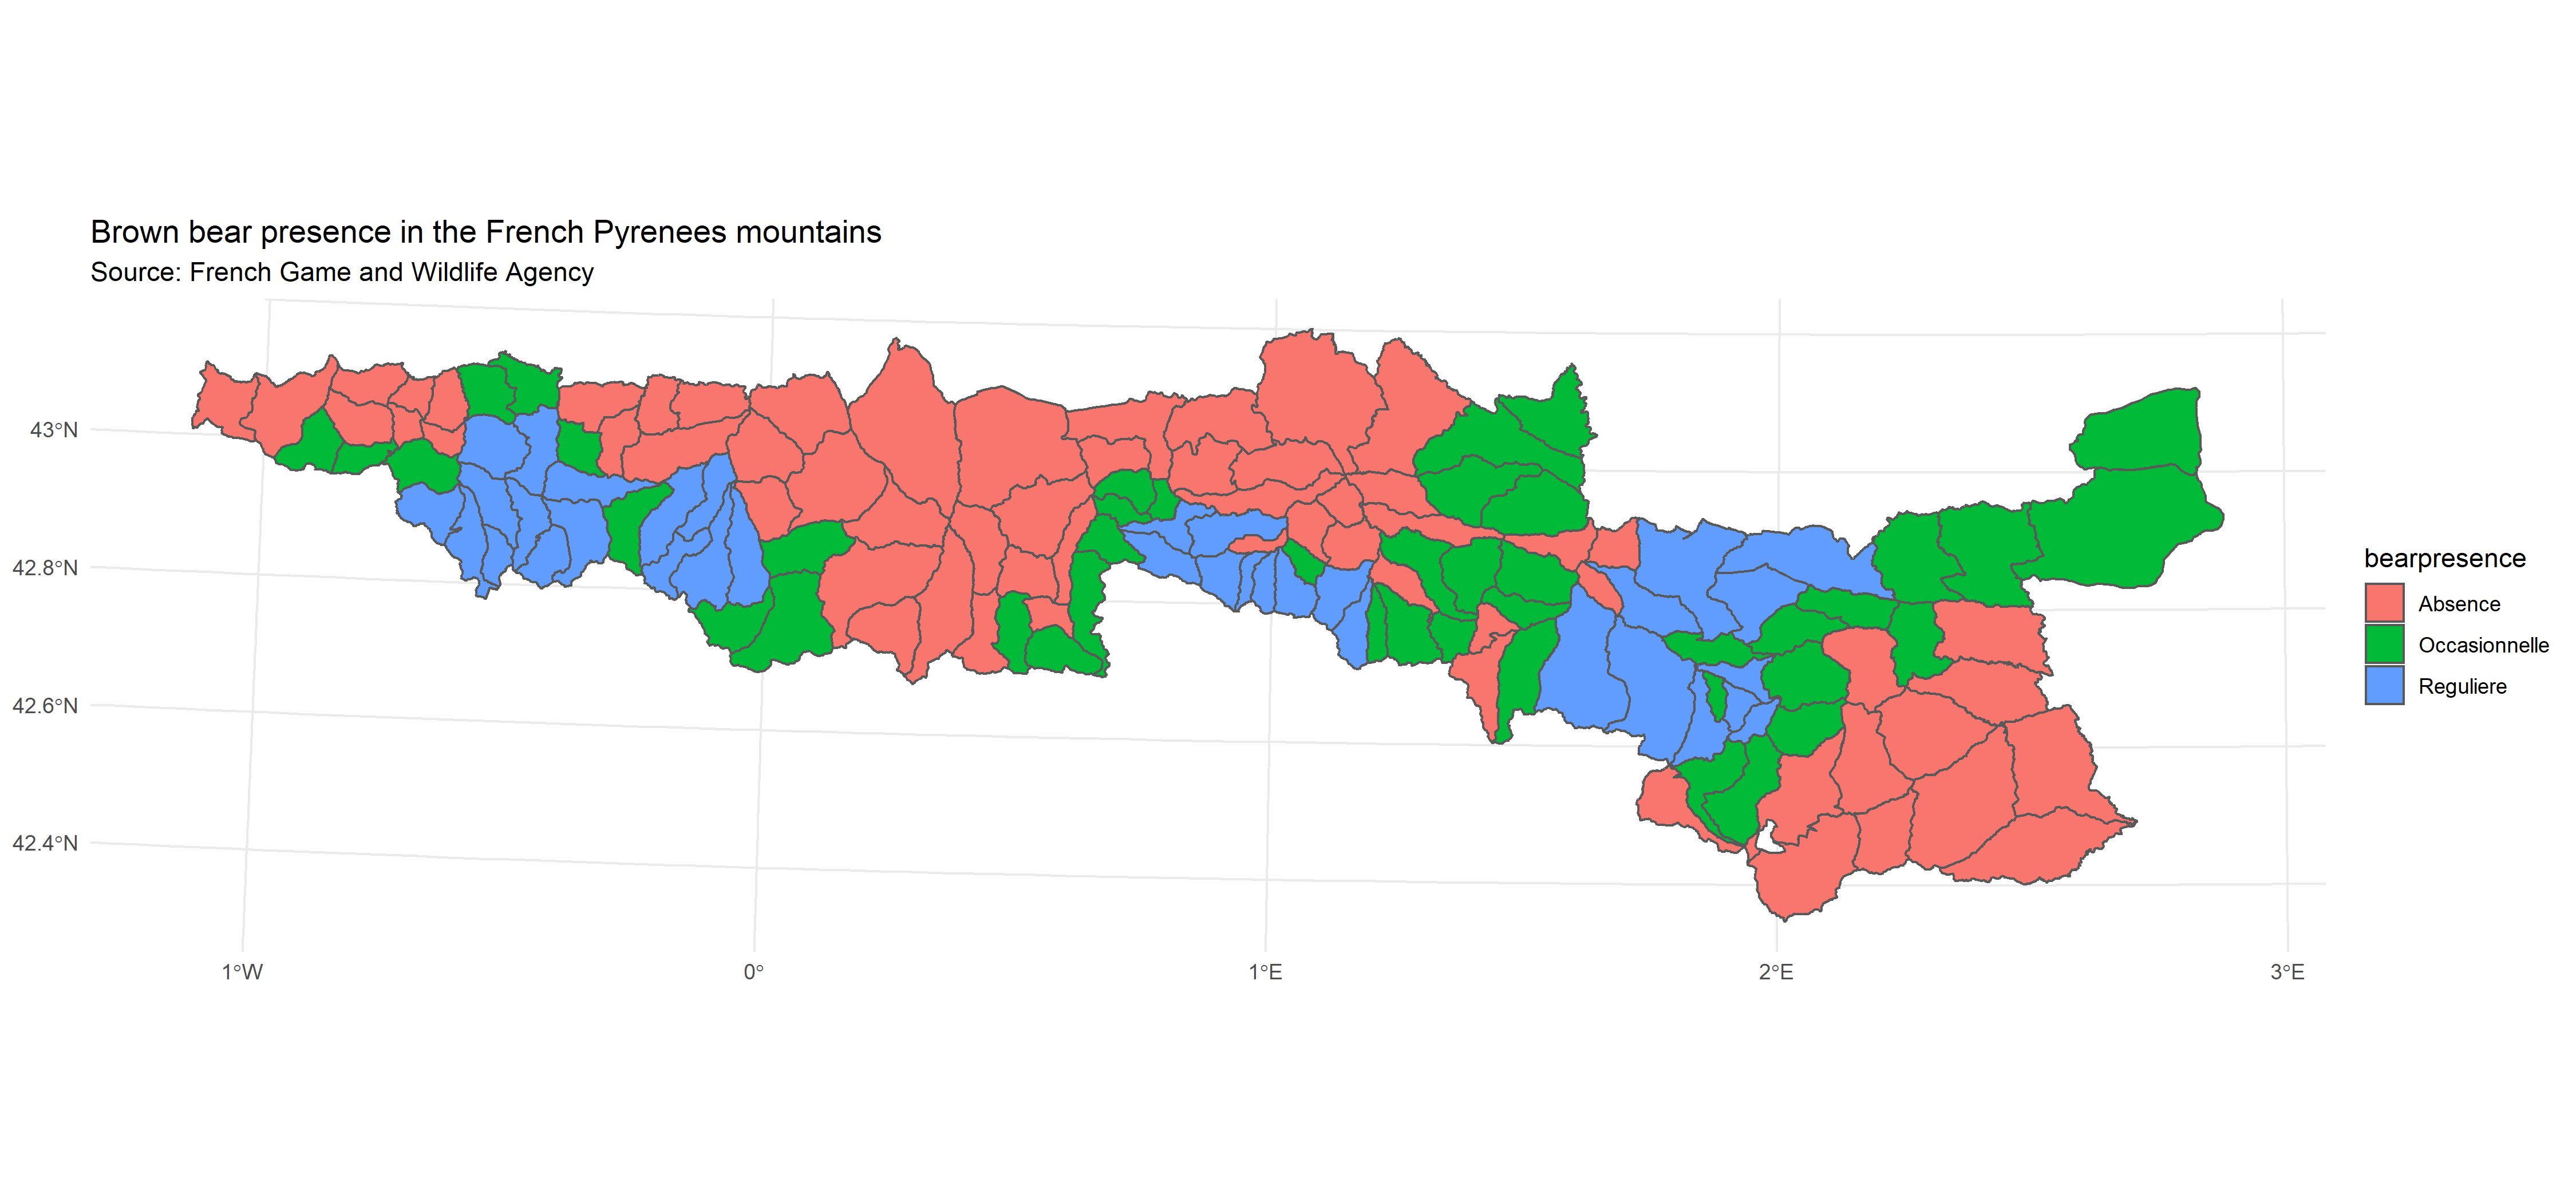 Brown bear presence in the French Pyrenees mountains
Source: French Game and Wildlife Agency
43°N
42.8°N
42.6°N
42.4°N
1°W
0°
1°E
2°E
3°E
bearpresence
Absence
Occasionnelle
Reguliere